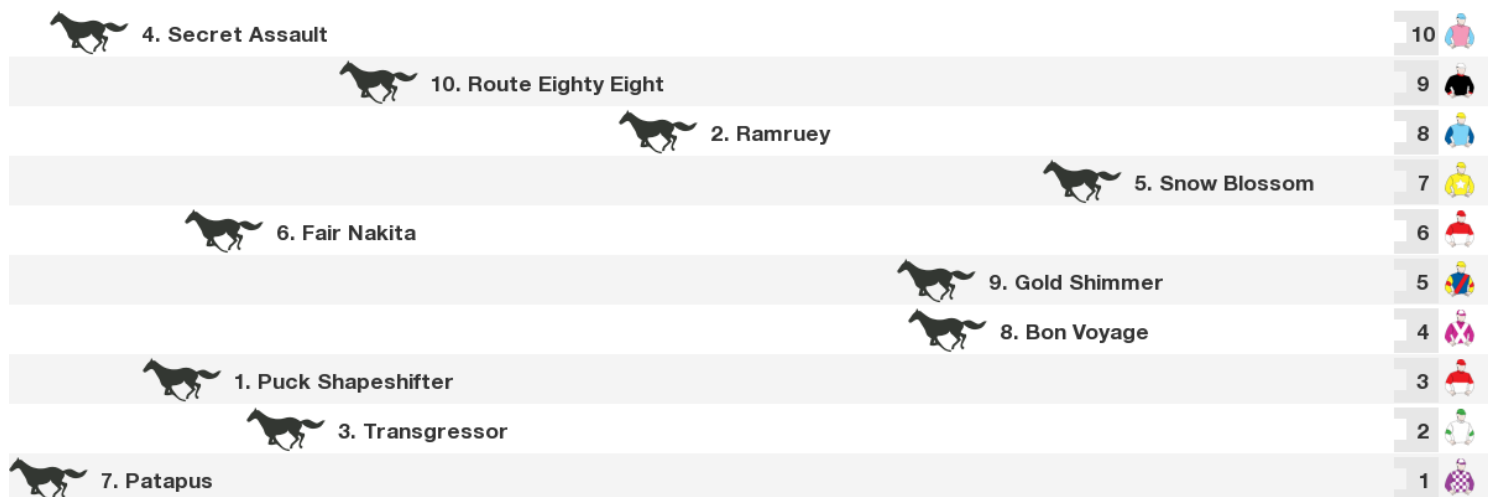 4. Secret Assault 10
10. Route Eighty Eight 9
2. Ramruey 8
5. Snow Blossom 7
6. Fair Nakita 6
9. Gold Shimmer 5
8. Bon Voyage 4
1. Puck Shapeshifter 3
3. Transgressor 2
7. Patapus 1